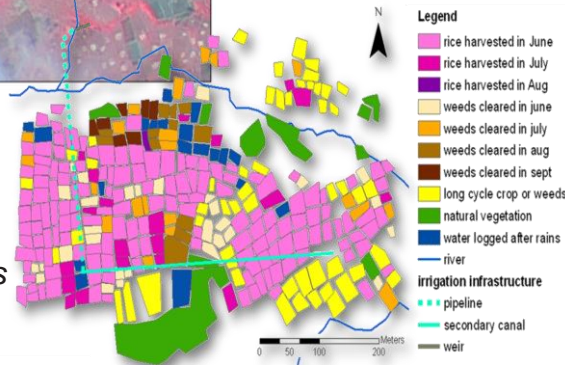 N
Legend
rice harvested in June
rice harvested in July
rice harvested in Aug
weeds cleared in june
weeds cleared in july
weeds cleared in aug
weeds cleared in sept
long cycle crop or weeds
natural vegetation
water logged after rains
river
irrigation infrastructure
pipeline
secondary canal
weir
Meters
0 50 100 200
s